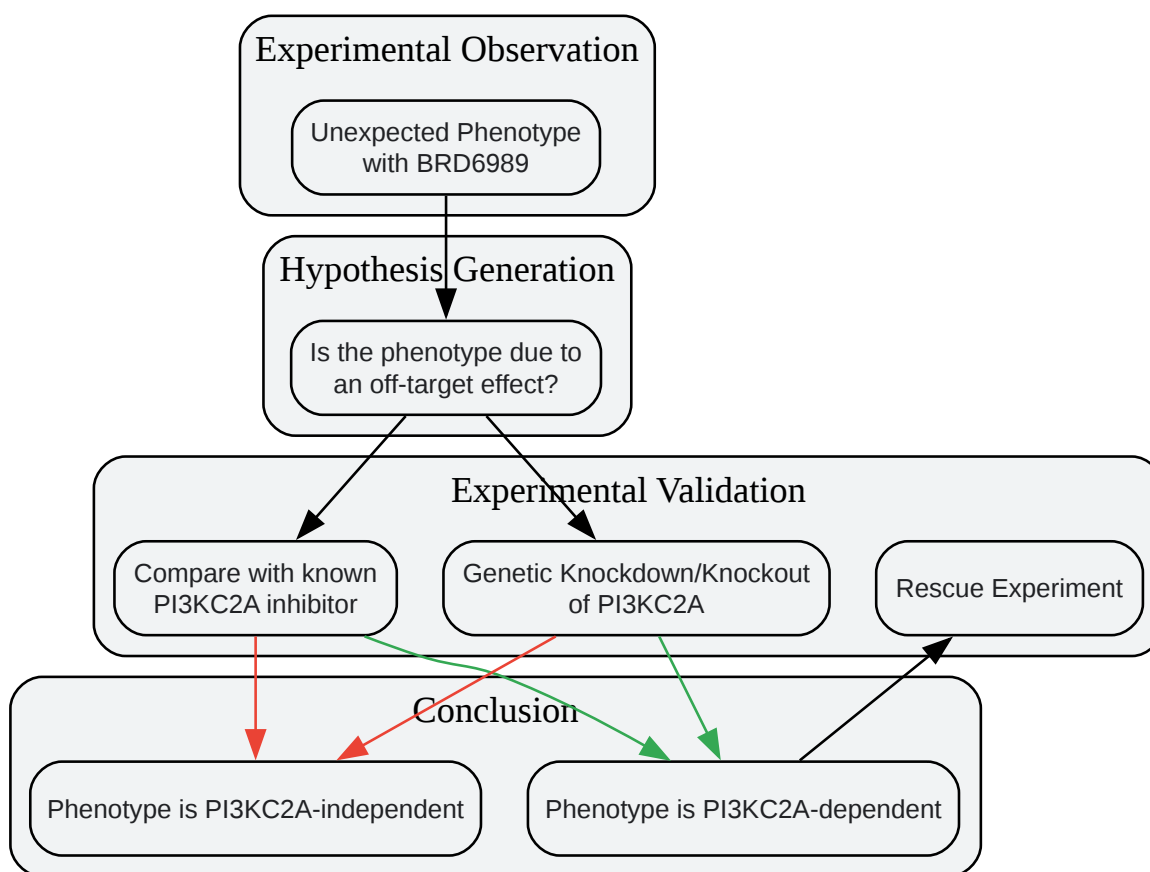 Experimental Observation
Unexpected Phenotype
with BRD6989
Hypothesis Generation
Is the phenotype due to
an off-target effect?
Experimental Validation
Compare with known
PI3KC2A inhibitor
Genetic Knockdown/Knockout
of PI3KC2A
Rescue Experiment
Conclusion
Phenotype is PI3KC2A-independent
Phenotype is PI3KC2A-dependent